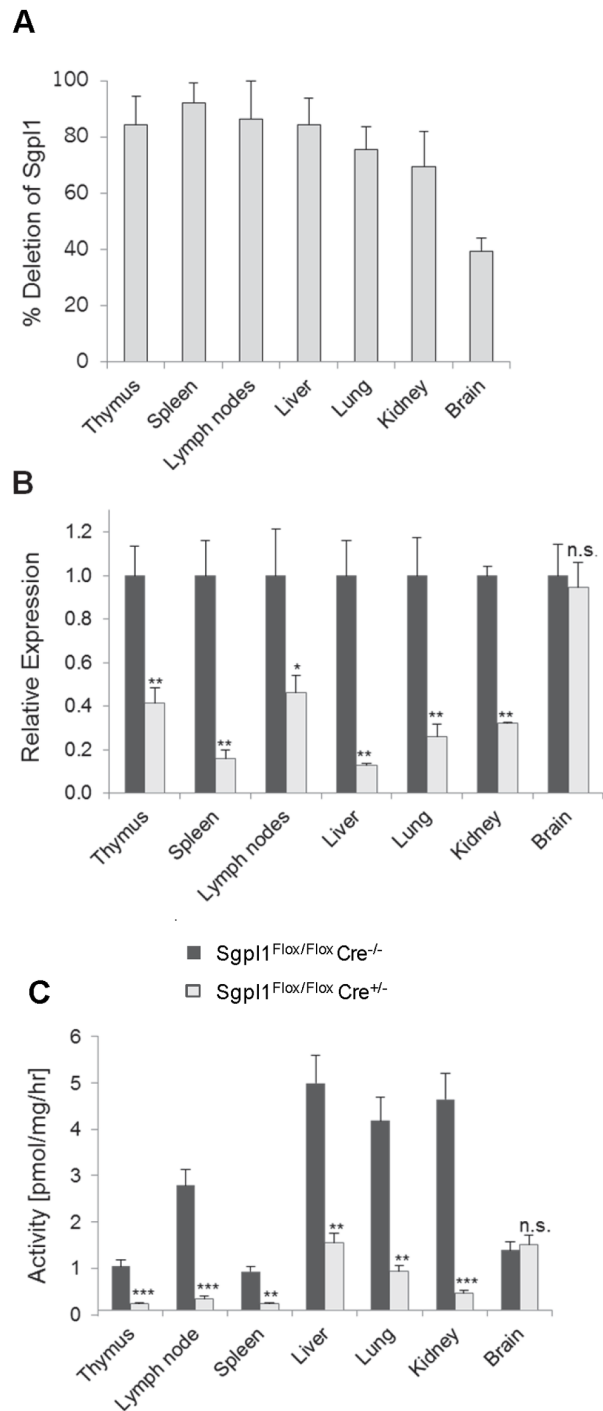 A
% Deletion of Sgpl1
100
80
60
40
20
0
Thymus
Spleen
Lymph nodes
Liver
Lung
Kidney
Brain
B
Relative Expression
1.2
1.0
0.8
0.6
0.4
0.2
0.0
**
**
*
**
**
**
n.s.
Thymus
Spleen
Lymph nodes
Liver
Lung
Kidney
Brain
Sgpl1Flox/Flox Cre-/-
Sgpl1Flox/Flox Cre+/-
C
Activity [pmol/mg/hr]
6
5
4
3
2
1
0
***
***
**
**
**
***
n.s.
Thymus
Lymph node
Spleen
Liver
Lung
Kidney
Brain